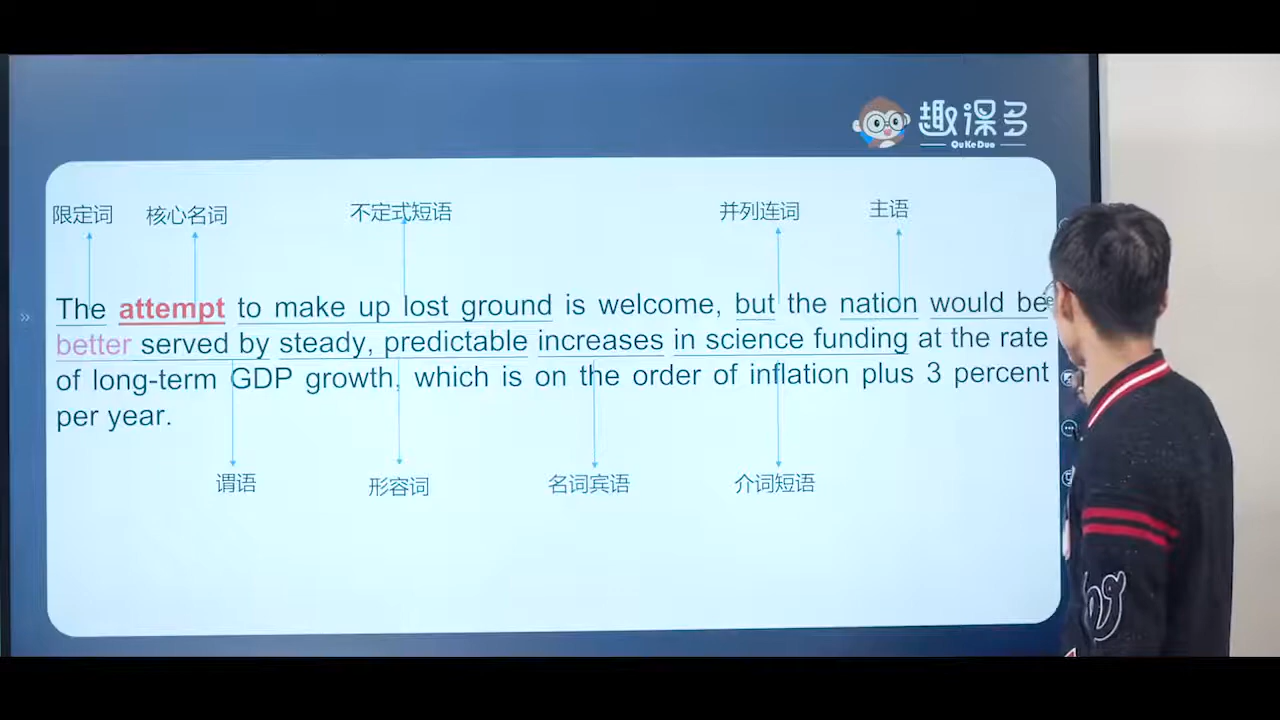 趣课多
QuKeDuo
限定词 核心名词 不定式短语 并列连词 主语
The attempt to make up lost ground is welcome, but the nation would be
better served by steady, predictable increases in science funding at the rate
of long-term GDP growth, which is on the order of inflation plus 3 percent
per year.
谓语 形容词 名词宾语 介词短语